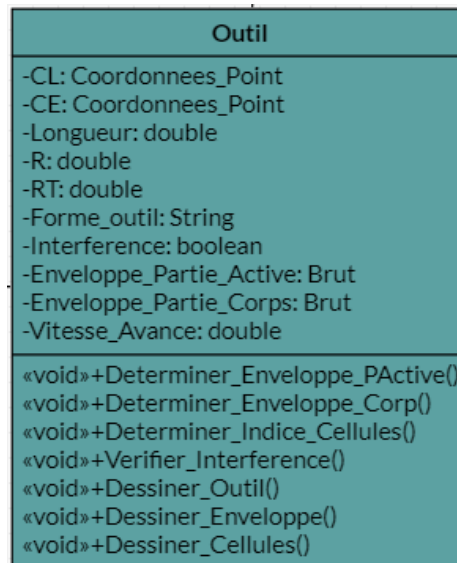 Outil
-CL: Coordonnees_Point
-CE: Coordonnees_Point
-Longueur: double
-R: double
-RT: double
-Forme_outil: String
-Interference: boolean
-Enveloppe_Partie_Active: Brut
-Enveloppe_Partie_Corps: Brut
-Vitesse_Avance: double
«void»+Determiner_Enveloppe_PActive()
«void»+Determiner_Enveloppe_Corp()
«void»+Determiner_Indice_Cellules()
«void»+Verifier_Interference()
«void»+Dessiner_Outil()
«void»+Dessiner_Enveloppe()
«void»+Dessiner_Cellules()